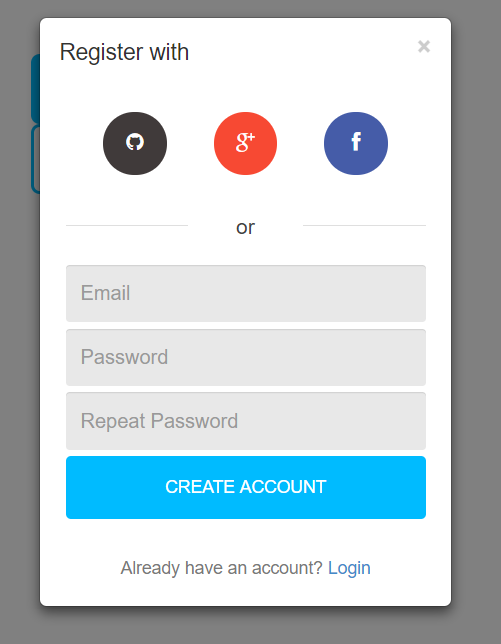 Register with
×
g+
f
or
Email
Password
Repeat Password
CREATE ACCOUNT
Already have an account? Login